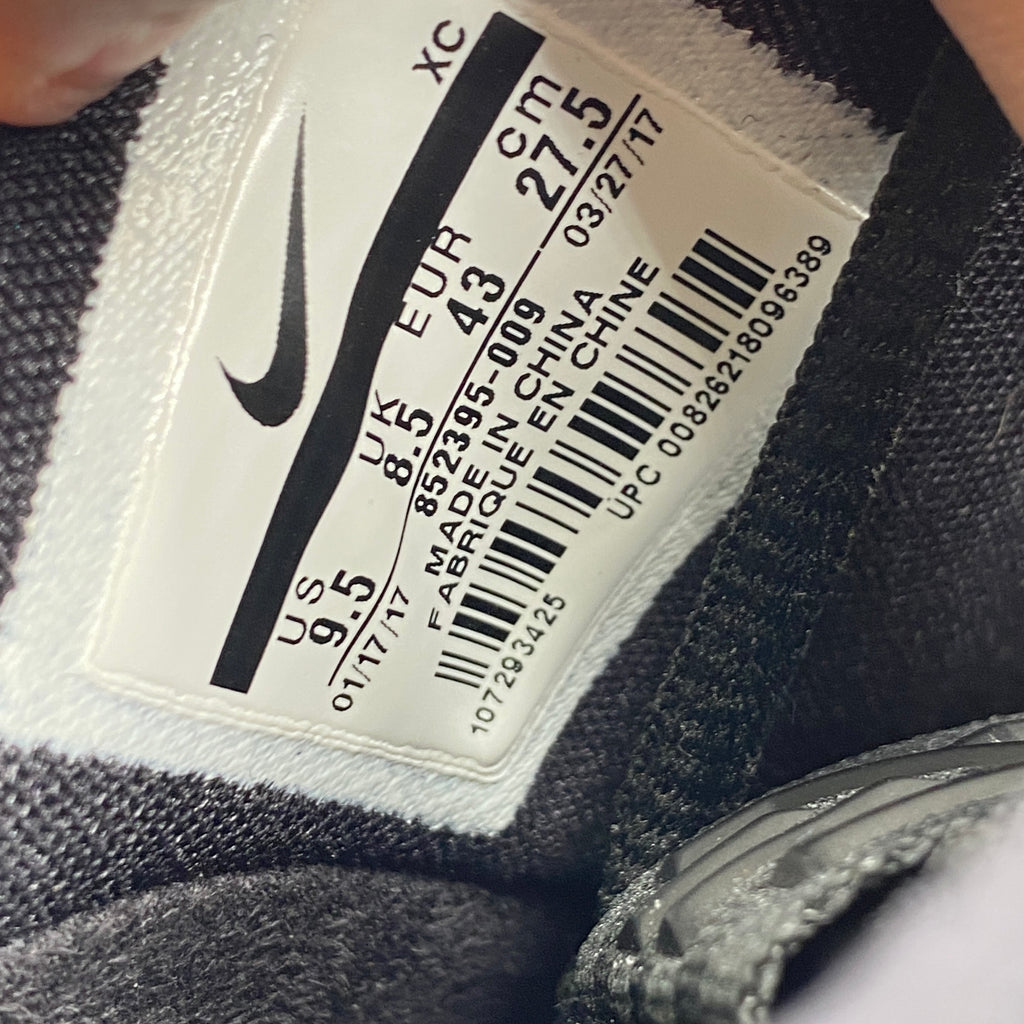 XC
US UK EUR cm
9.5 8.5 43 27.5
01/17/17 852395-009 03/27/17
MADE IN CHINA
FABRIQUE EN CHINE
107293425 UPC 00826218096389